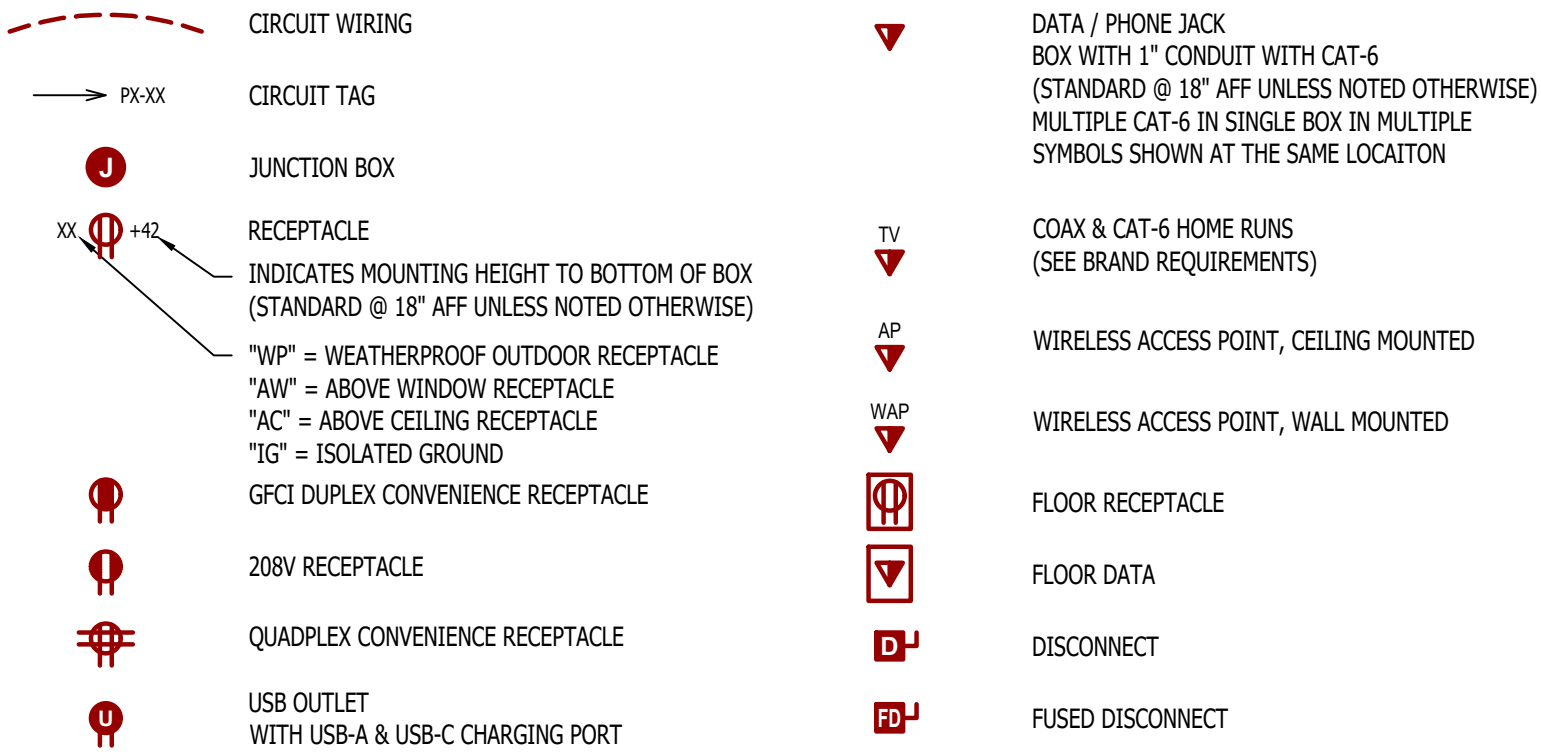 CIRCUIT WIRING
PX-XX CIRCUIT TAG
J JUNCTION BOX
XX +42 RECEPTACLE
INDICATES MOUNTING HEIGHT TO BOTTOM OF BOX
(STANDARD @ 18" AFF UNLESS NOTED OTHERWISE)
"WP" = WEATHERPROOF OUTDOOR RECEPTACLE
"AW" = ABOVE WINDOW RECEPTACLE
"AC" = ABOVE CEILING RECEPTACLE
"IG" = ISOLATED GROUND
GFCI DUPLEX CONVENIENCE RECEPTACLE
208V RECEPTACLE
QUADPLEX CONVENIENCE RECEPTACLE
USB OUTLET
U WITH USB-A & USB-C CHARGING PORT
DATA / PHONE JACK
BOX WITH 1" CONDUIT WITH CAT-6
(STANDARD @ 18" AFF UNLESS NOTED OTHERWISE)
MULTIPLE CAT-6 IN SINGLE BOX IN MULTIPLE
SYMBOLS SHOWN AT THE SAME LOCAITON
TV COAX & CAT-6 HOME RUNS
(SEE BRAND REQUIREMENTS)
AP WIRELESS ACCESS POINT, CEILING MOUNTED
WAP WIRELESS ACCESS POINT, WALL MOUNTED
FLOOR RECEPTACLE
FLOOR DATA
D DISCONNECT
FD FUSED DISCONNECT